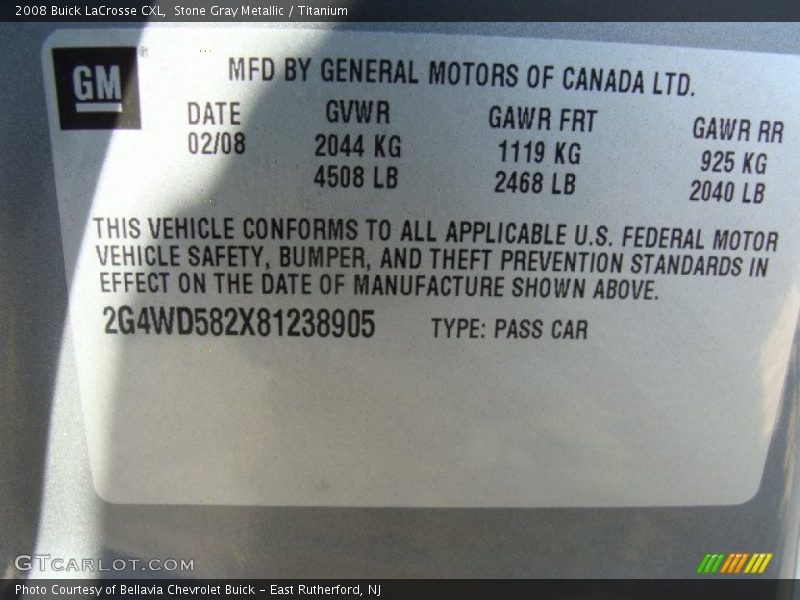 2008 Buick LaCrosse CXL, Stone Gray Metallic / Titanium
GM ®
MFD BY GENERAL MOTORS OF CANADA LTD.
DATE GVWR GAWR FRT GAWR RR
02/08 2044 KG 1119 KG 925 KG
4508 LB 2468 LB 2040 LB
THIS VEHICLE CONFORMS TO ALL APPLICABLE U.S. FEDERAL MOTOR
VEHICLE SAFETY, BUMPER, AND THEFT PREVENTION STANDARDS IN
EFFECT ON THE DATE OF MANUFACTURE SHOWN ABOVE.
2G4WD582X81238905 TYPE: PASS CAR
GTCARLOT.COM
Photo Courtesy of Bellavia Chevrolet Buick - East Rutherford, NJ